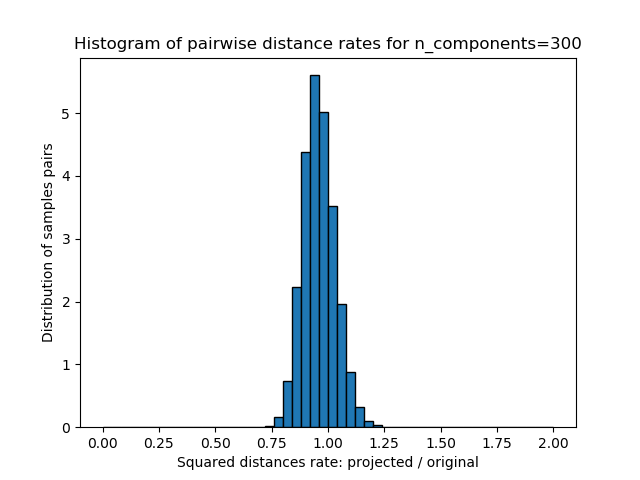 Histogram of pairwise distance rates for n_components=300
Distribution of samples pairs
5
4
3
2
1
0
0.00 0.25 0.50 0.75 1.00 1.25 1.50 1.75 2.00
Squared distances rate: projected / original